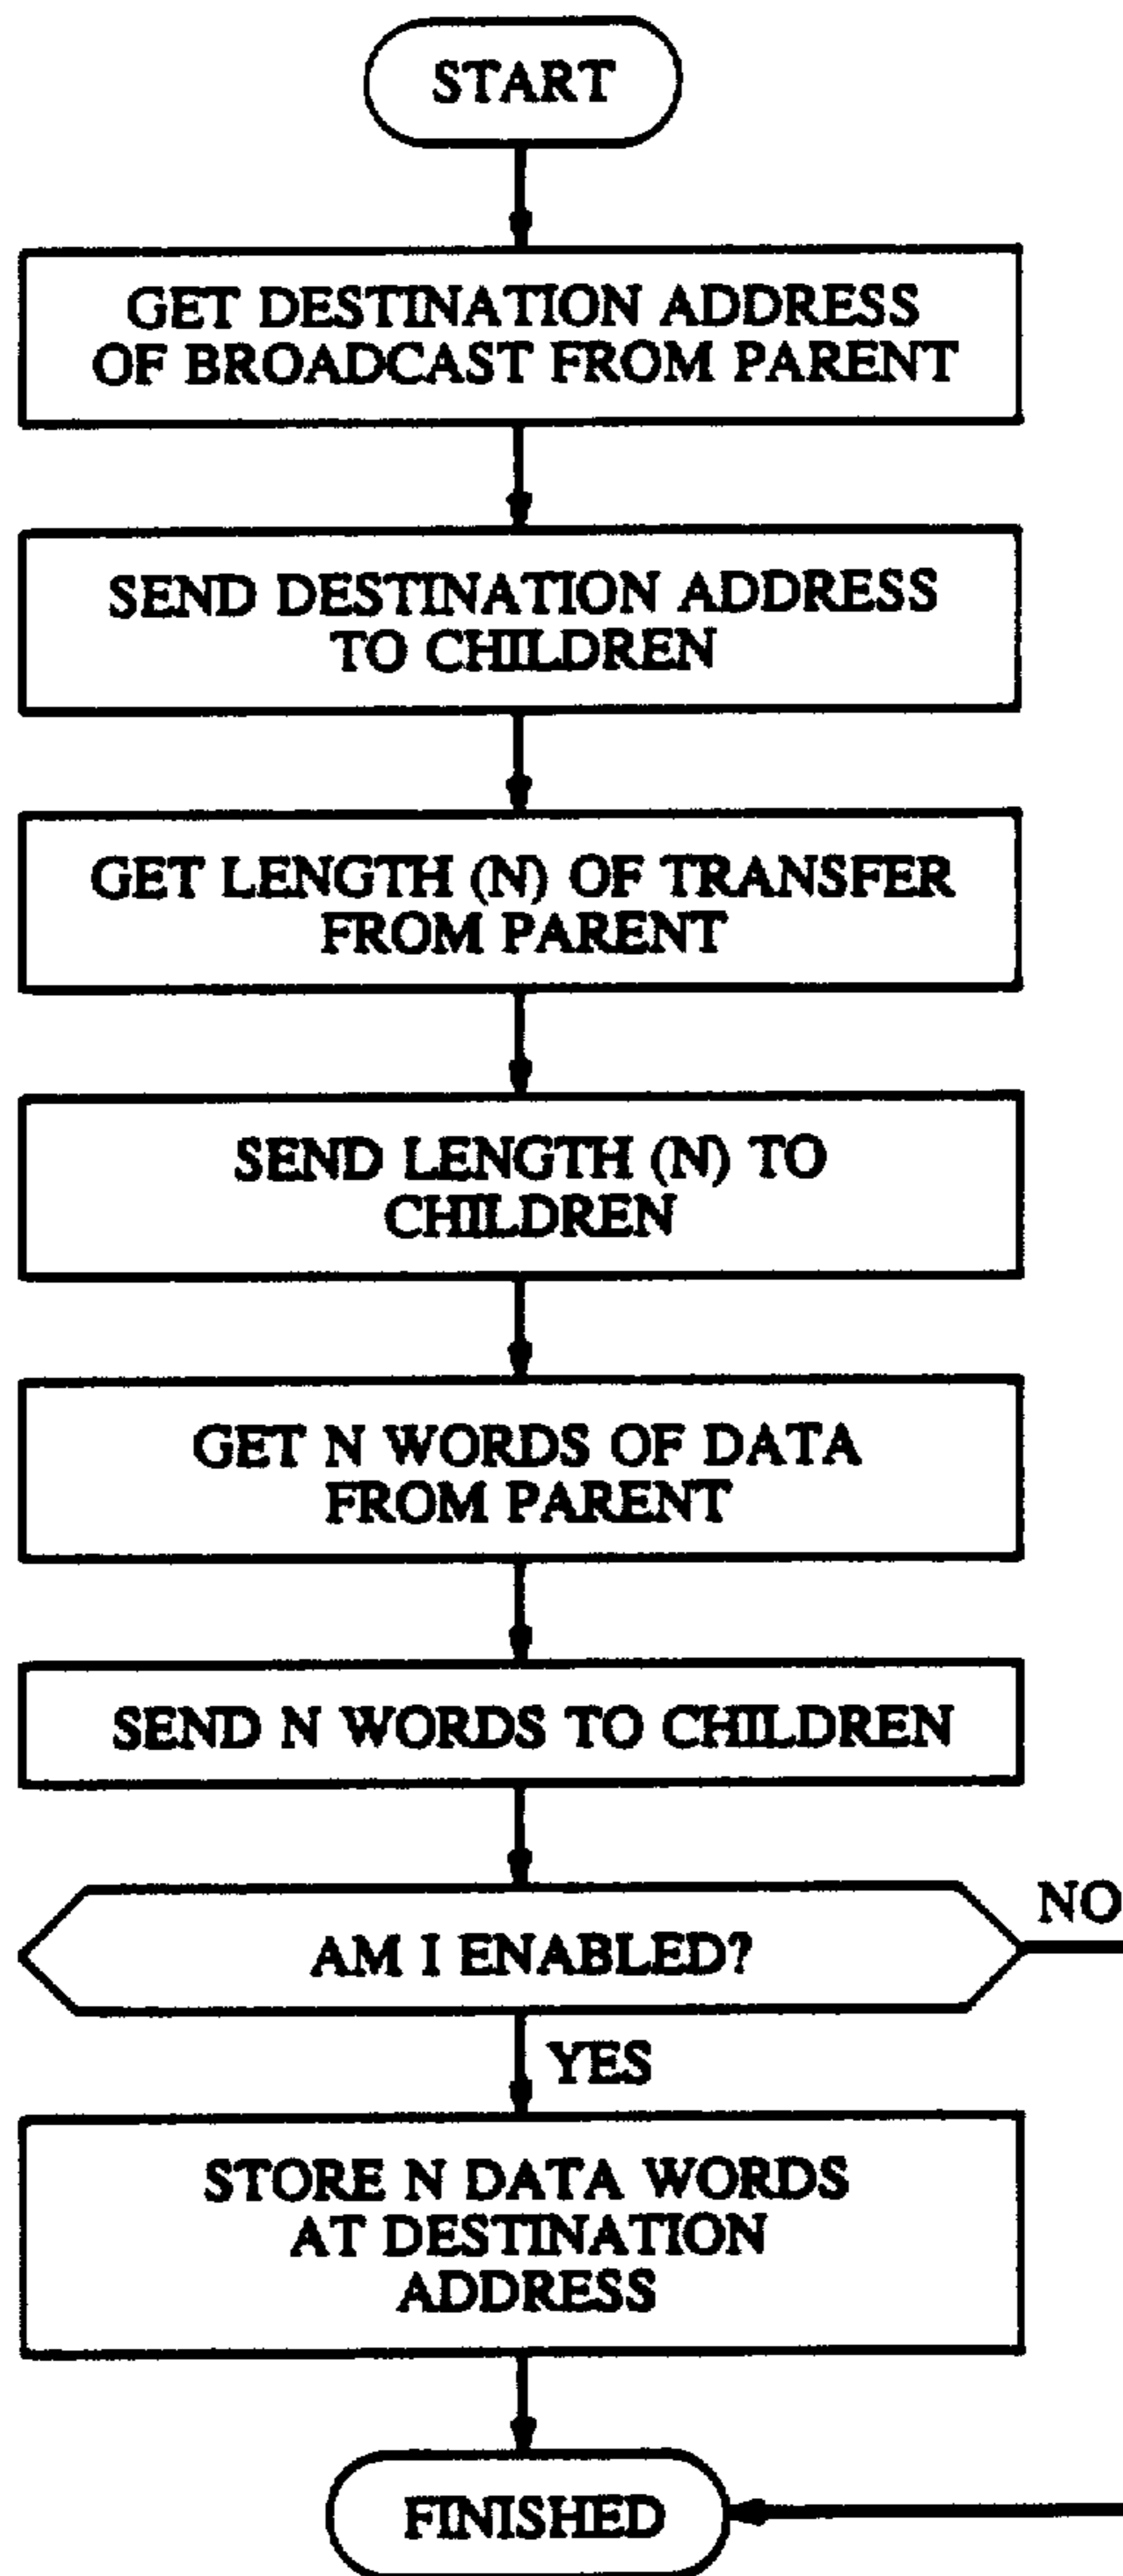 START
GET DESTINATION ADDRESS
OF BROADCAST FROM PARENT
SEND DESTINATION ADDRESS
TO CHILDREN
GET LENGTH (N) OF TRANSFER
FROM PARENT
SEND LENGTH (N) TO
CHILDREN
GET N WORDS OF DATA
FROM PARENT
SEND N WORDS TO CHILDREN
AM I ENABLED?
NO
YES
STORE N DATA WORDS
AT DESTINATION
ADDRESS
FINISHED